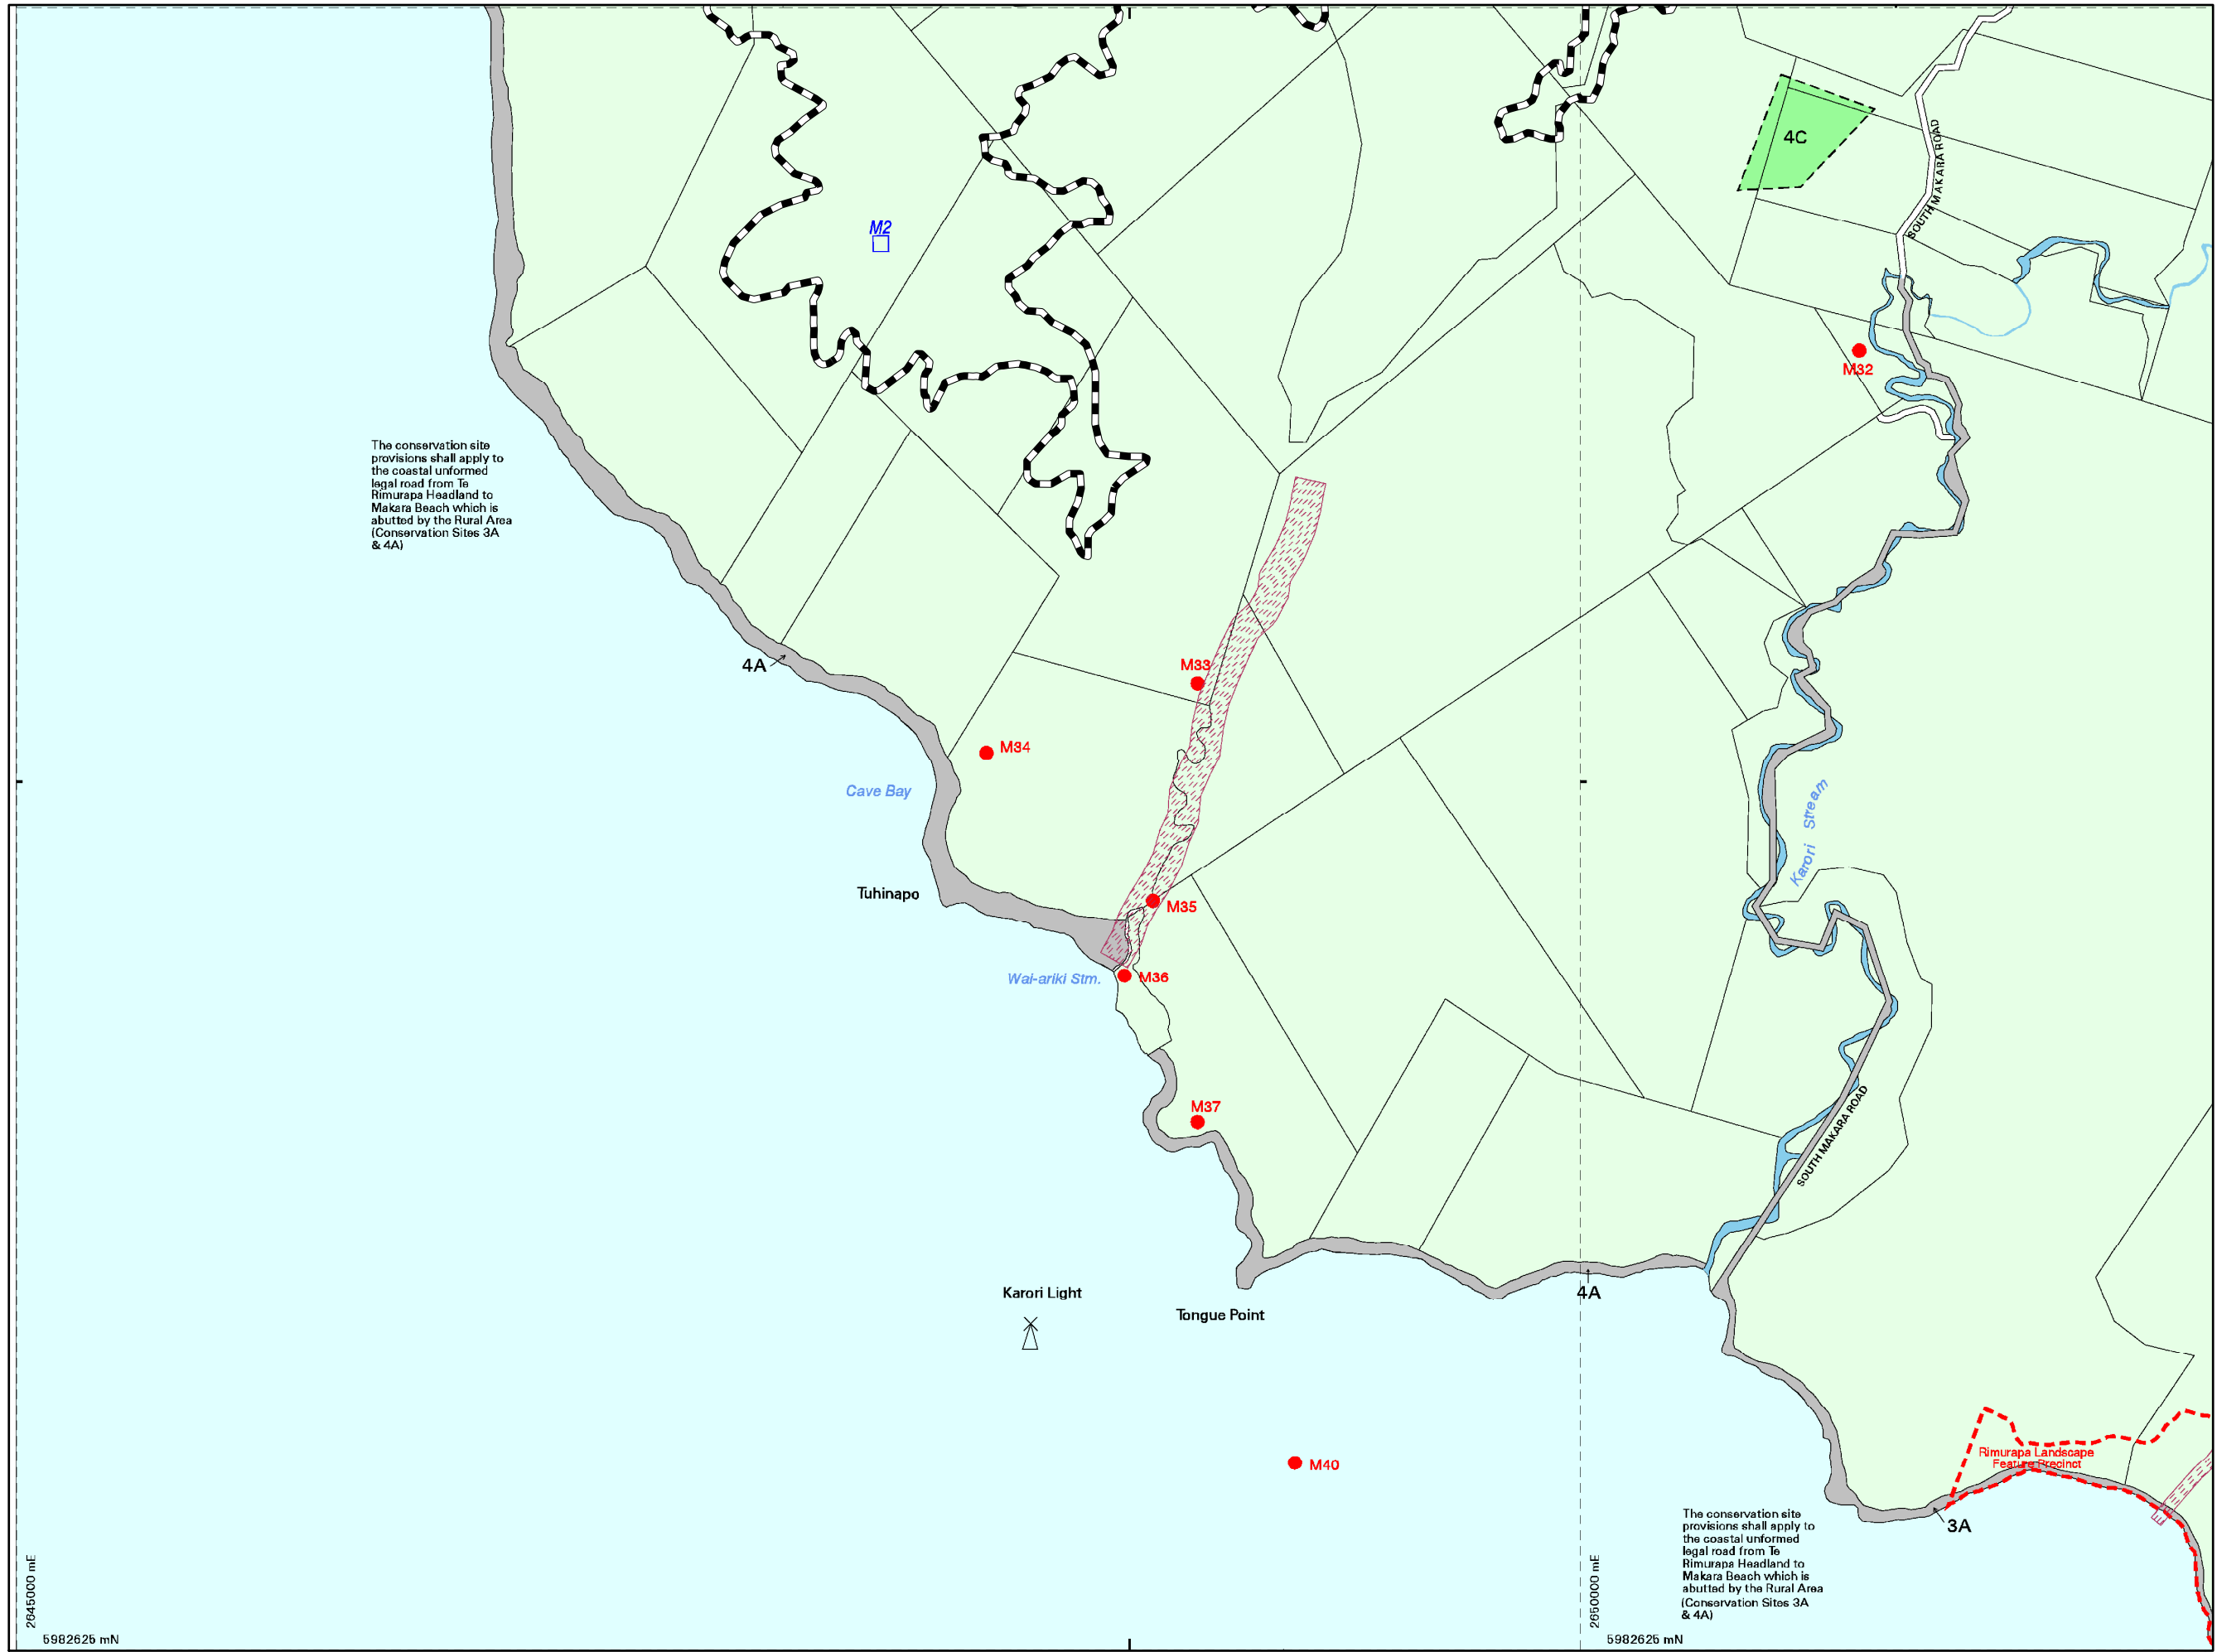 4C
SOUTH MAKARA ROAD
M2
M32
The conservation site
provisions shall apply to
the coastal unformed
legal road from Te
Rimurapa Headland to
Makara Beach which is
abutted by the Rural Area
(Conservation Sites 3A
& 4A)
4A
M33
M34
Cave Bay
Karori Stream
Tuhinapo
M35
Wai-ariki Stm.
M36
M37
SOUTH MAKARA ROAD
Karori Light
4A
Tongue Point
M40
Rimurapa Landscape
Feature Precinct
The conservation site
provisions shall apply to
the coastal unformed
legal road from Te
Rimurapa Headland to
Makara Beach which is
abutted by the Rural Area
(Conservation Sites 3A
& 4A)
3A
2645000 mE
5982625 mN
2650000 mE
5982625 mN